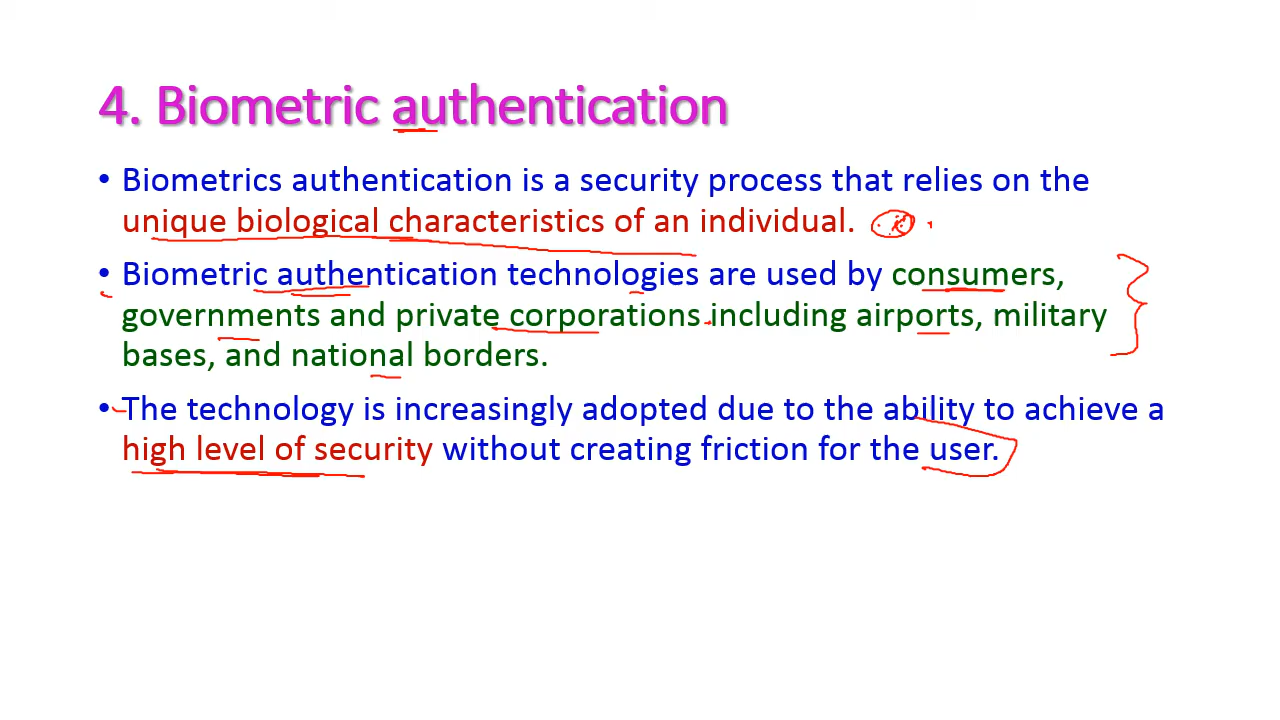 4. Biometric authentication
• Biometrics authentication is a security process that relies on the
unique biological characteristics of an individual.
• Biometric authentication technologies are used by consumers,
governments and private corporations including airports, military
bases, and national borders.
• The technology is increasingly adopted due to the ability to achieve a
high level of security without creating friction for the user.